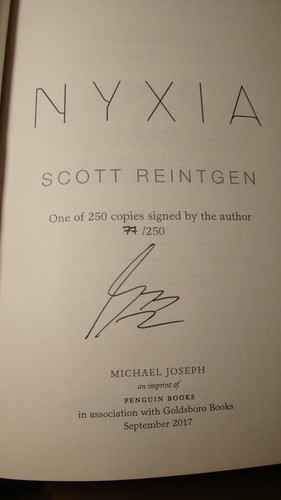 NYXIA
SCOTT REINTGEN
One of 250 copies signed by the author
77 /250
MICHAEL JOSEPH
an imprint of
PENGUIN BOOKS
in association with Goldsboro Books
September 2017